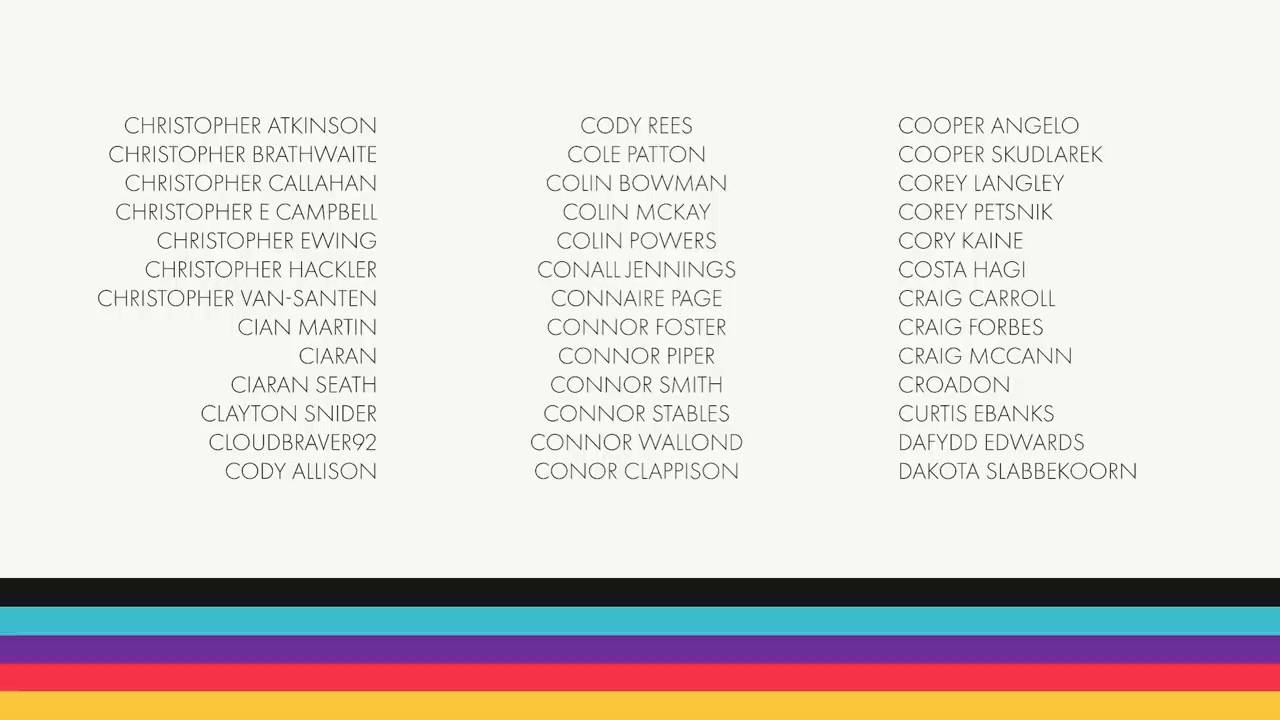 CHRISTOPHER ATKINSON
CHRISTOPHER BRATHWAITE
CHRISTOPHER CALLAHAN
CHRISTOPHER E CAMPBELL
CHRISTOPHER EWING
CHRISTOPHER HACKLER
CHRISTOPHER VAN-SANTEN
CIAN MARTIN
CIARAN
CIARAN SEATH
CLAYTON SNIDER
CLOUDBRAVER92
CODY ALLISON
CODY REES
COLE PATTON
COLIN BOWMAN
COLIN MCKAY
COLIN POWERS
CONALL JENNINGS
CONNAIRE PAGE
CONNOR FOSTER
CONNOR PIPER
CONNOR SMITH
CONNOR STABLES
CONNOR WALLOND
CONOR CLAPPISON
COOPER ANGELO
COOPER SKUDLAREK
COREY LANGLEY
COREY PETSNIK
CORY KAINE
COSTA HAGI
CRAIG CARROLL
CRAIG FORBES
CRAIG MCCANN
CROADON
CURTIS EBANKS
DAFYDD EDWARDS
DAKOTA SLABBEKOORN